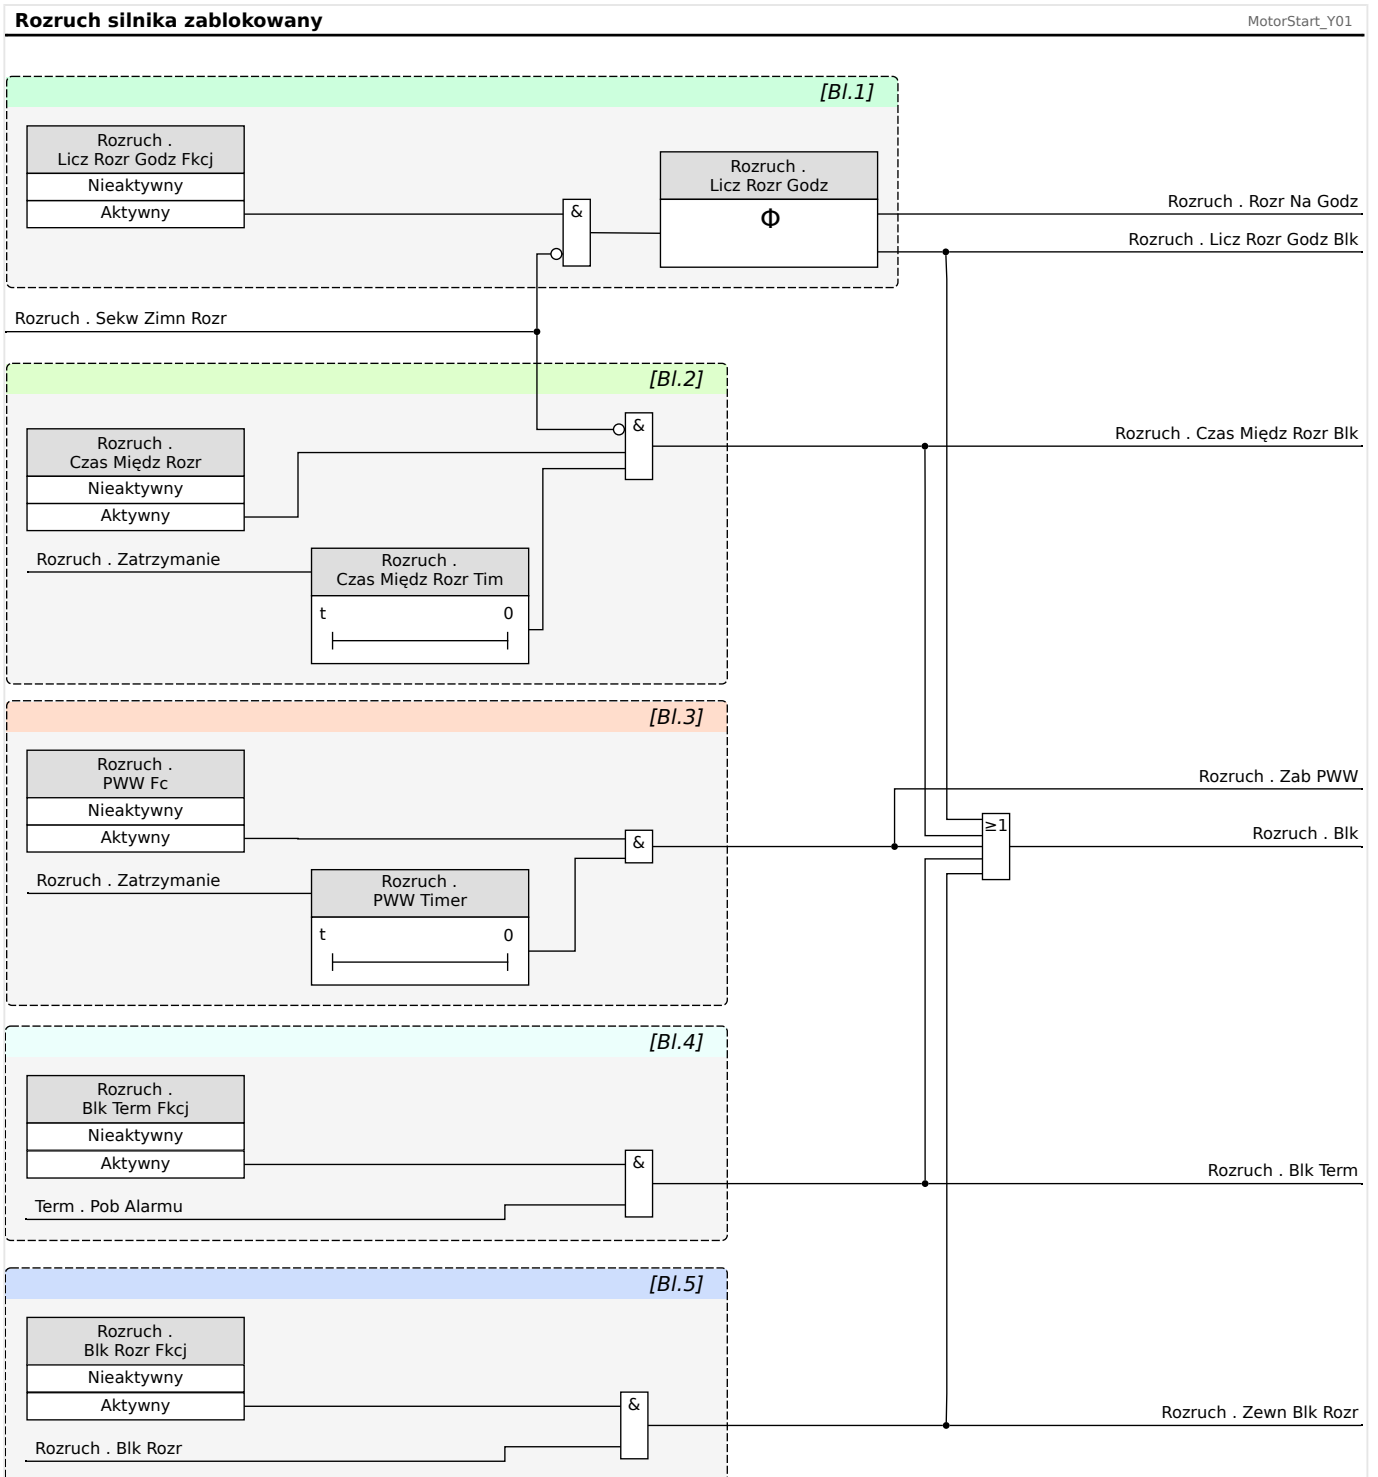 Rozruch silnika zablokowany
MotorStart_Y01
[Bl.1]
Rozruch .
Licz Rozr Godz Fkcj
Nieaktywny
Aktywny
&
Rozruch .
Licz Rozr Godz
Φ
Rozruch . Rozr Na Godz
Rozruch . Licz Rozr Godz Blk
Rozruch . Sekw Zimn Rozr
[Bl.2]
Rozruch .
Czas Międz Rozr
Nieaktywny
Aktywny
&
Rozruch . Czas Międz Rozr Blk
Rozruch . Zatrzymanie
Rozruch .
Czas Międz Rozr Tim
t 0
[Bl.3]
Rozruch .
PWW Fc
Nieaktywny
Aktywny
&
Rozruch . Zab PWW
≥1
Rozruch . Blk
Rozruch . Zatrzymanie
Rozruch .
PWW Timer
t 0
[Bl.4]
Rozruch .
Blk Term Fkcj
Nieaktywny
Aktywny
&
Rozruch . Blk Term
Term . Pob Alarmu
[Bl.5]
Rozruch .
Blk Rozr Fkcj
Nieaktywny
Aktywny
&
Rozruch . Zewn Blk Rozr
Rozruch . Blk Rozr